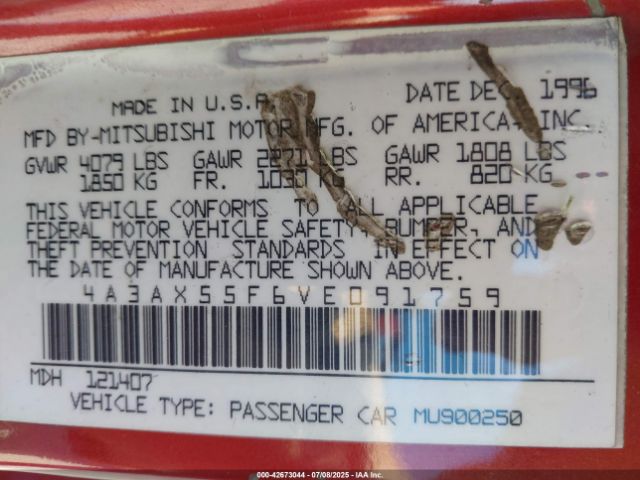 MADE IN U.S.A. DATE DEC 1996
MFD BY-MITSUBISHI MOTOR MFG. OF AMERICA, INC.
GVWR 4079 LBS GAWR 2271 LBS GAWR 1808 LBS
1850 KG FR. 1030 KG RR. 820 KG
THIS VEHICLE CONFORMS TO ALL APPLICABLE
FEDERAL MOTOR VEHICLE SAFETY, BUMPER, AND
THEFT PREVENTION STANDARDS IN EFFECT ON
THE DATE OF MANUFACTURE SHOWN ABOVE.
4A3AX55F6VE091759
MDH 121407
VEHICLE TYPE: PASSENGER CAR MU900250
000-42673044 | 07/08/2025 - IAA Inc.